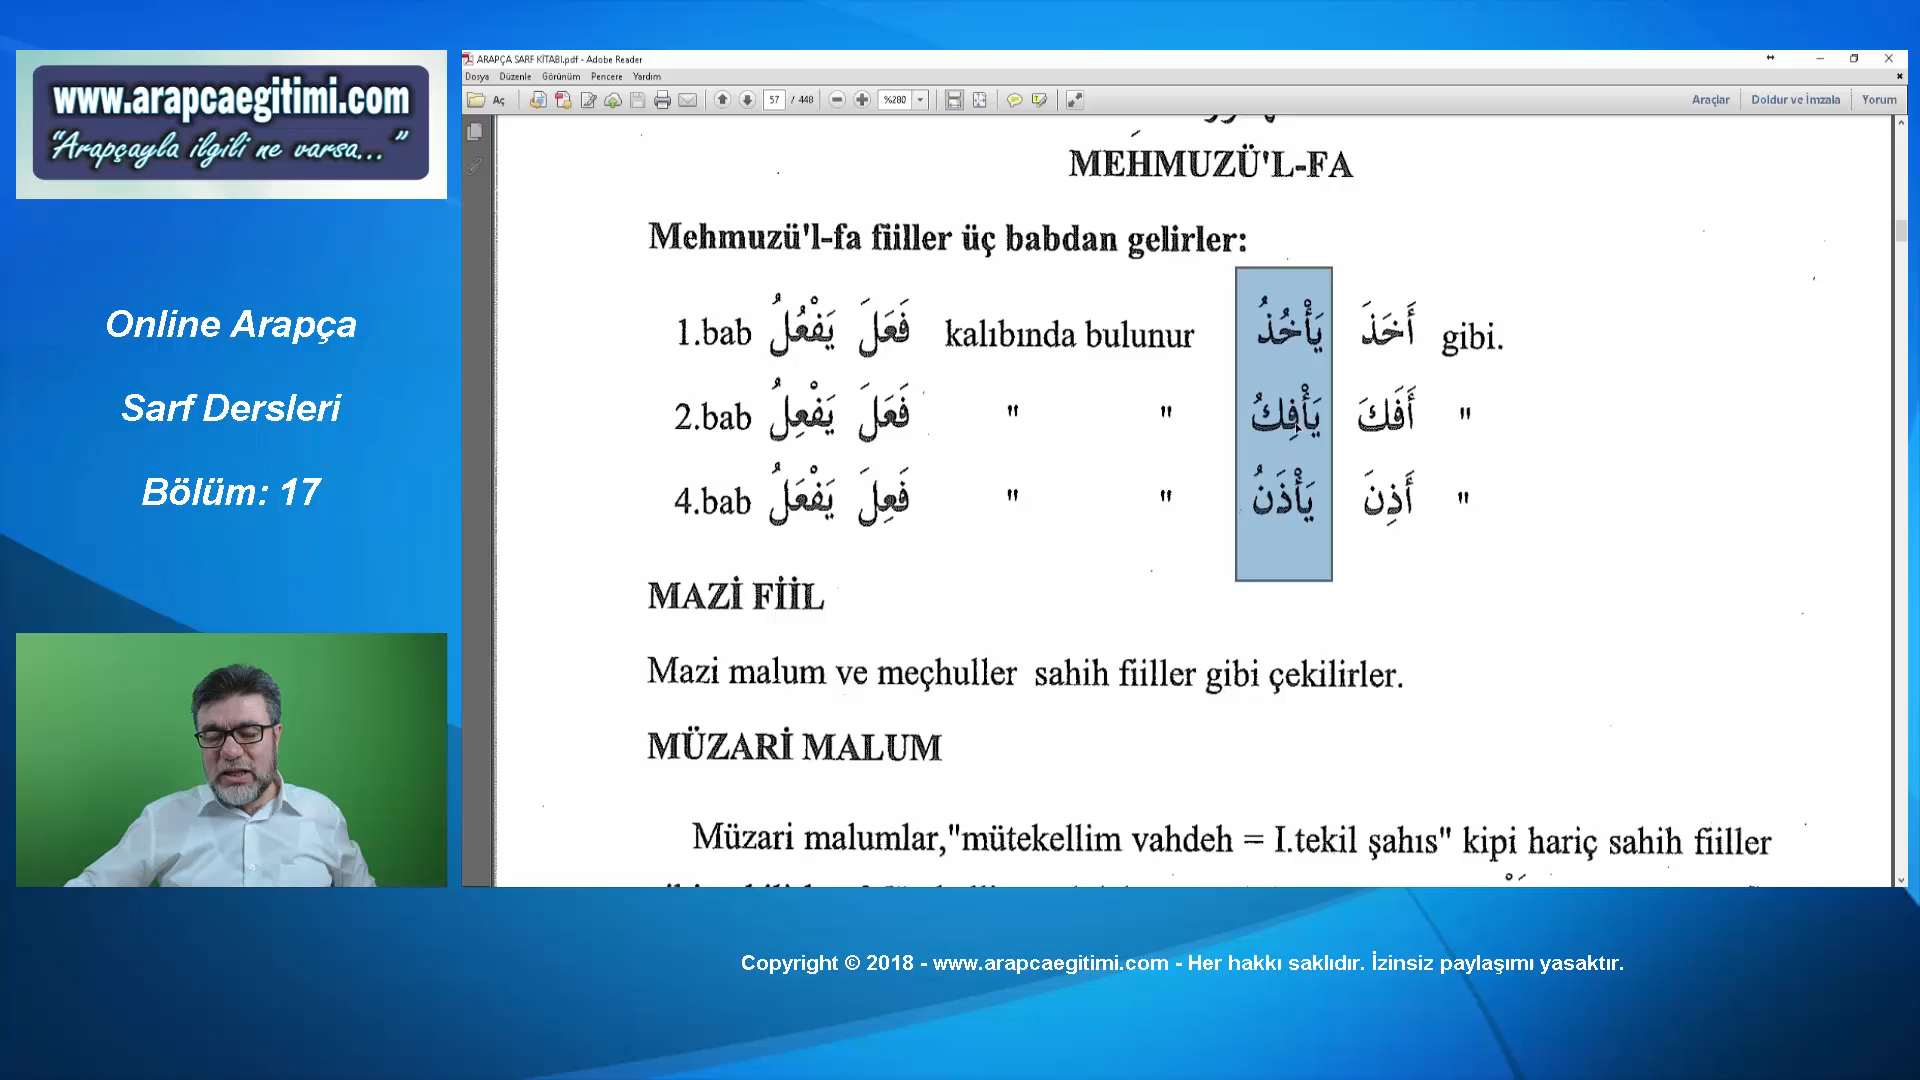 www.arapcaegitimi.com
“Arapçayla ilgili ne varsa...”
Online Arapça
Sarf Dersleri
Bölüm: 17
ARAPÇA SARF KİTABI.pdf - Adobe Reader
Dosya Düzenle Görünüm Pencere Yardım
Aç 57 / 448 %280 Araçlar Doldur ve İmzala Yorum
MEHMUZÜ'L-FA
Mehmuzü'l-fa fiiller üç babdan gelirler:
1.bab فَعَلَ يَفْعُلُ kalıbında bulunur أَخَذَ يَأْخُذُ gibi.
2.bab فَعَلَ يَفْعِلُ " " أَفَكَ يَأْفِكُ "
4.bab فَعِلَ يَفْعَلُ " " أَذِنَ يَأْذَنُ "
MAZİ FİİL
Mazi malum ve meçhuller sahih fiiller gibi çekilirler.
MÜZARİ MALUM
Müzari malumlar,"mütekellim vahdeh = I.tekil şahıs" kipi hariç sahih fiiller
Copyright © 2018 - www.arapcaegitimi.com - Her hakkı saklıdır. İzinsiz paylaşımı yasaktır.